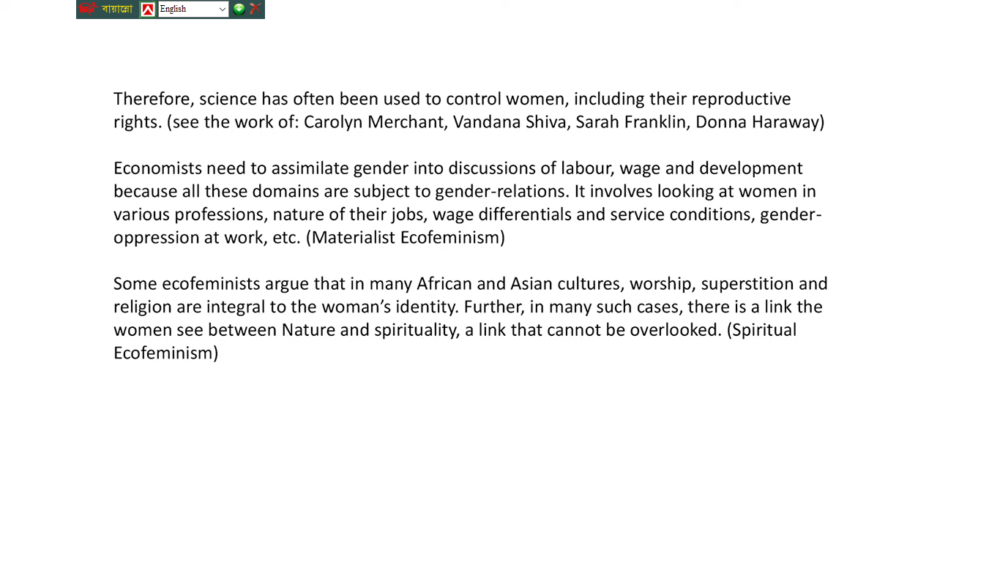 বায়ান্নো English
Therefore, science has often been used to control women, including their reproductive
rights. (see the work of: Carolyn Merchant, Vandana Shiva, Sarah Franklin, Donna Haraway)
Economists need to assimilate gender into discussions of labour, wage and development
because all these domains are subject to gender-relations. It involves looking at women in
various professions, nature of their jobs, wage differentials and service conditions, gender-
oppression at work, etc. (Materialist Ecofeminism)
Some ecofeminists argue that in many African and Asian cultures, worship, superstition and
religion are integral to the woman’s identity. Further, in many such cases, there is a link the
women see between Nature and spirituality, a link that cannot be overlooked. (Spiritual
Ecofeminism)